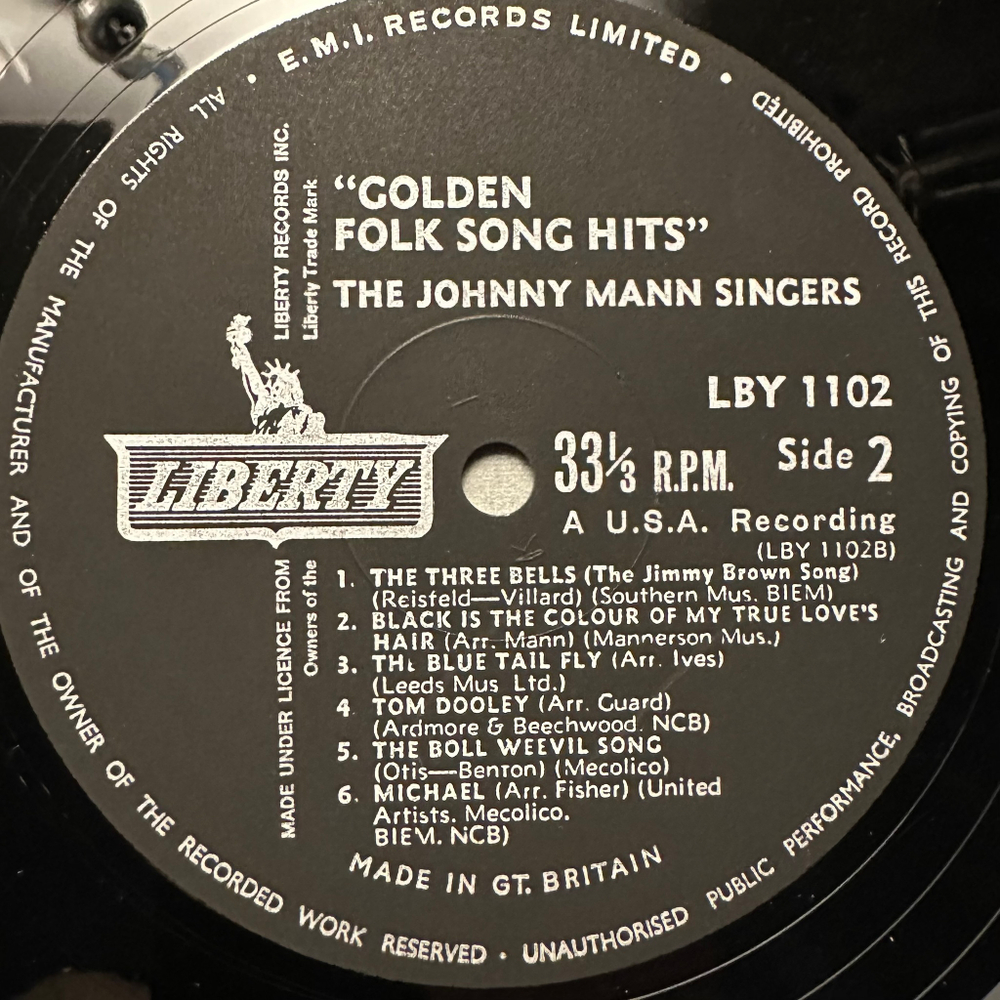 E.M.I. RECORDS LIMITED •
ALL RIGHTS OF THE MANUFACTURER AND OF THE OWNER OF THE RECORDED WORK RESERVED • UNAUTHORISED PUBLIC PERFORMANCE, BROADCASTING AND COPYING OF THIS RECORD PROHIBITED •
LIBERTY RECORDS INC.
Liberty Trade Mark
"GOLDEN
FOLK SONG HITS"
THE JOHNNY MANN SINGERS
LBY 1102
33⅓ R.P.M. Side 2
LIBERTY
A U.S.A. Recording
(LBY 1102B)
MADE UNDER LICENCE FROM
Owners of the
1. THE THREE BELLS (The Jimmy Brown Song)
(Reisfeld—Villard) (Southern Mus. BIEM)
2. BLACK IS THE COLOUR OF MY TRUE LOVE'S
HAIR (Arr. Mann) (Mannerson Mus.)
3. THE BLUE TAIL FLY (Arr. Ives)
(Leeds Mus. Ltd.)
4. TOM DOOLEY (Arr. Guard)
(Ardmore & Beechwood. NCB)
5. THE BOLL WEEVIL SONG
(Otis—Benton) (Mecolico)
6. MICHAEL (Arr. Fisher) (United
Artists. Mecolico.
BIEM. NCB)
MADE IN GT. BRITAIN